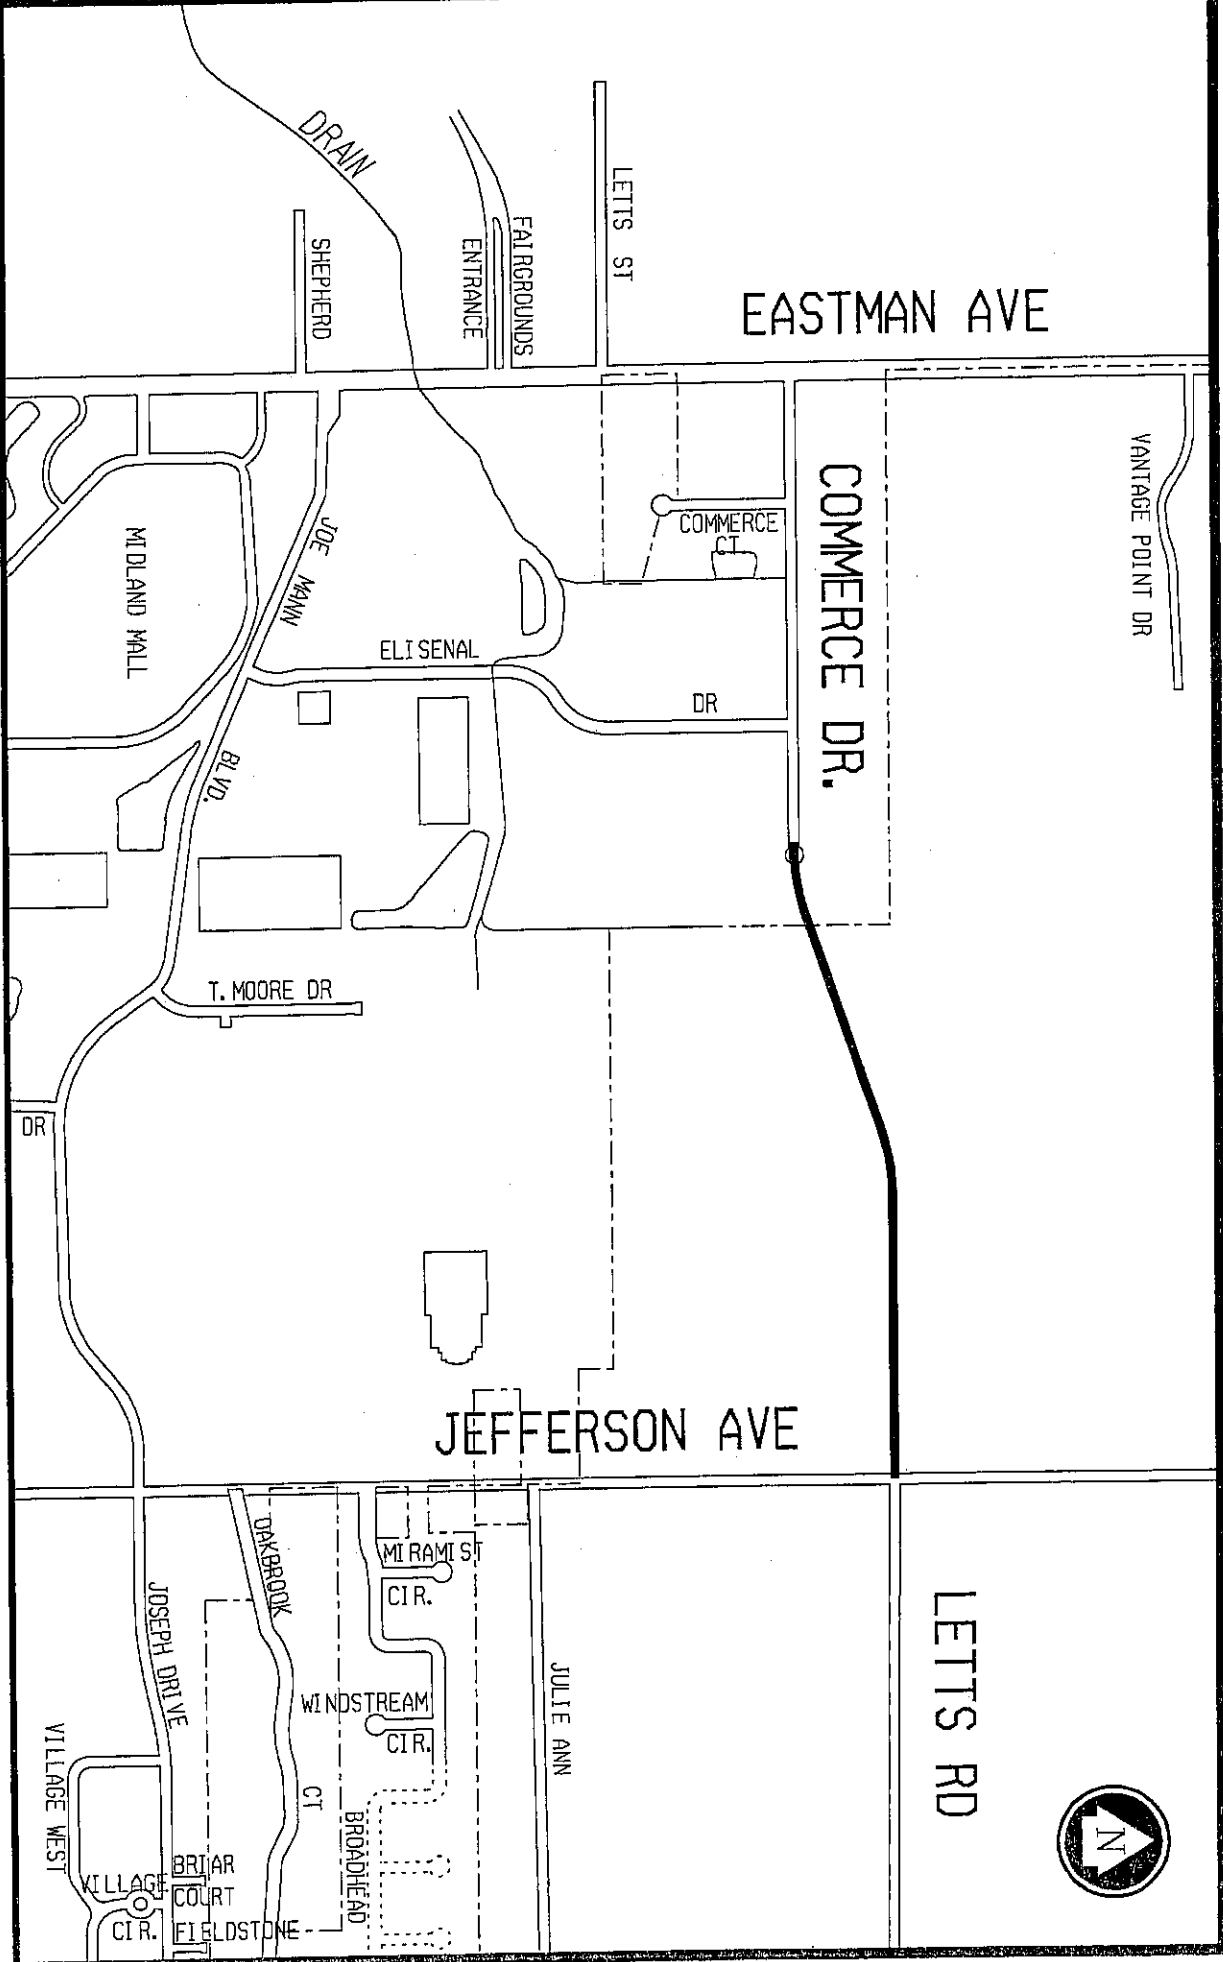 DRAIN
LETTS ST
FAIRGROUNDS
ENTRANCE
SHEPHERD
EASTMAN AVE
VANTAGE POINT DR
COMMERCE DR.
COMMERCE
CT
JOE MANN
BLVD.
MIDLAND MALL
ELISENAL
DR
T. MOORE DR
DR
JEFFERSON AVE
LETTS RD
MIRAMIST
CIR.
OAKBROOK
CT
JOSEPH DRIVE
JULIE ANN
WINDSTREAM
CIR.
BROADHEAD
VILLAGE WEST
VILLAGE
CIR.
BRIAR
COURT
FIELDSTONE
N